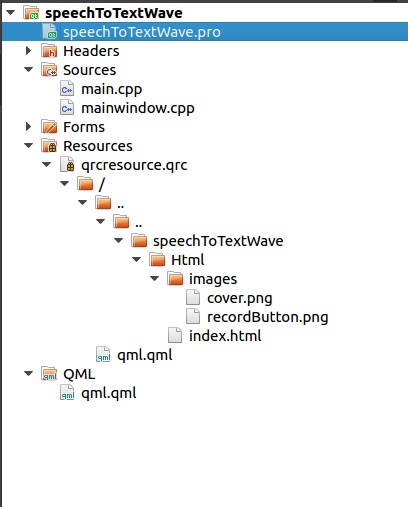 speechToTextWave
speechToTextWave.pro
Headers
Sources
main.cpp
mainwindow.cpp
Forms
Resources
qrcresource.qrc
/
..
..
speechToTextWave
Html
images
cover.png
recordButton.png
index.html
qml.qml
QML
qml.qml